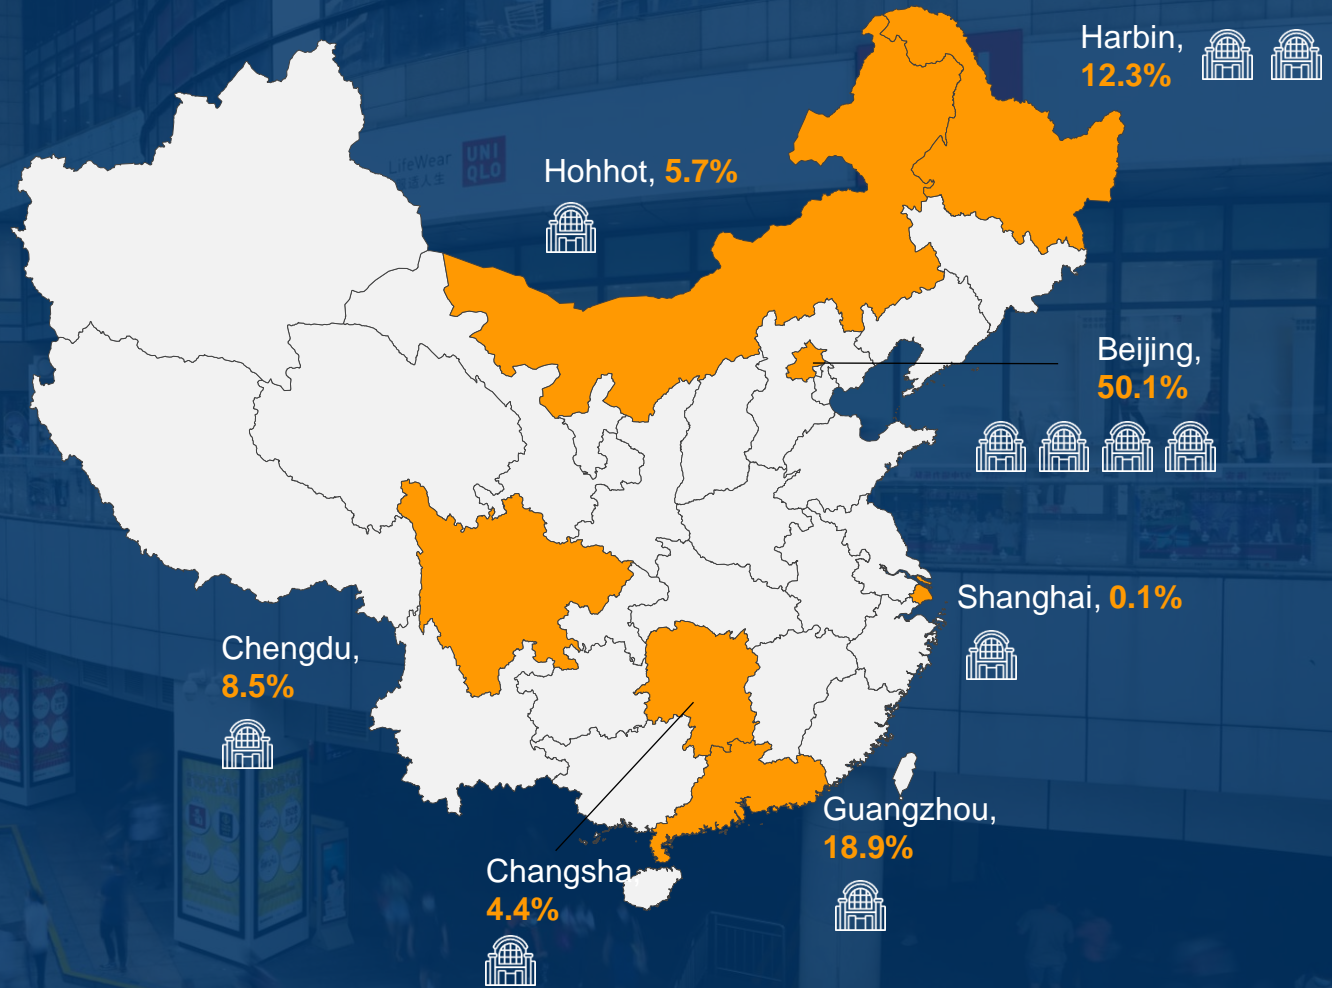 Harbin,
12.3%
LifeWear
UNI
QLO
Hohhot, 5.7%
Beijing,
50.1%
Shanghai, 0.1%
Chengdu,
8.5%
Guangzhou,
18.9%
Changsha,
4.4%